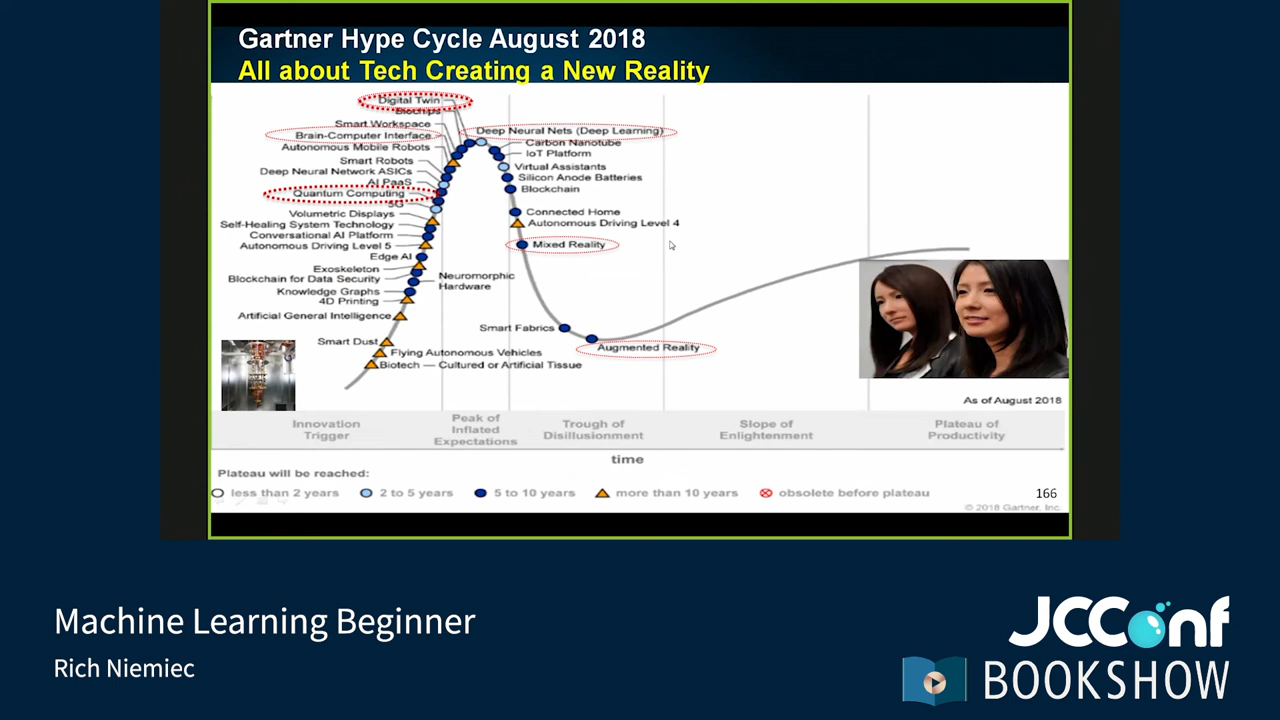 Gartner Hype Cycle August 2018
All about Tech Creating a New Reality
Digital Twin
Biochips
Smart Workspace
Brain-Computer Interface
Autonomous Mobile Robots
Smart Robots
Deep Neural Network ASICs
AI PaaS
Quantum Computing
5G
Volumetric Displays
Self-Healing System Technology
Conversational AI Platform
Autonomous Driving Level 5
Edge AI
Exoskeleton
Blockchain for Data Security
Neuromorphic
Hardware
Knowledge Graphs
4D Printing
Artificial General Intelligence
Smart Dust
Flying Autonomous Vehicles
Biotech — Cultured or Artificial Tissue
Deep Neural Nets (Deep Learning)
Carbon Nanotube
IoT Platform
Virtual Assistants
Silicon Anode Batteries
Blockchain
Connected Home
Autonomous Driving Level 4
Mixed Reality
Smart Fabrics
Augmented Reality
As of August 2018
Innovation
Trigger
Peak of
Inflated
Expectations
Trough of
Disillusionment
Slope of
Enlightenment
Plateau of
Productivity
time
Plateau will be reached:
less than 2 years
2 to 5 years
5 to 10 years
more than 10 years
obsolete before plateau
166
© 2018 Gartner, Inc.
Machine Learning Beginner
Rich Niemiec
JCConf
BOOKSHOW